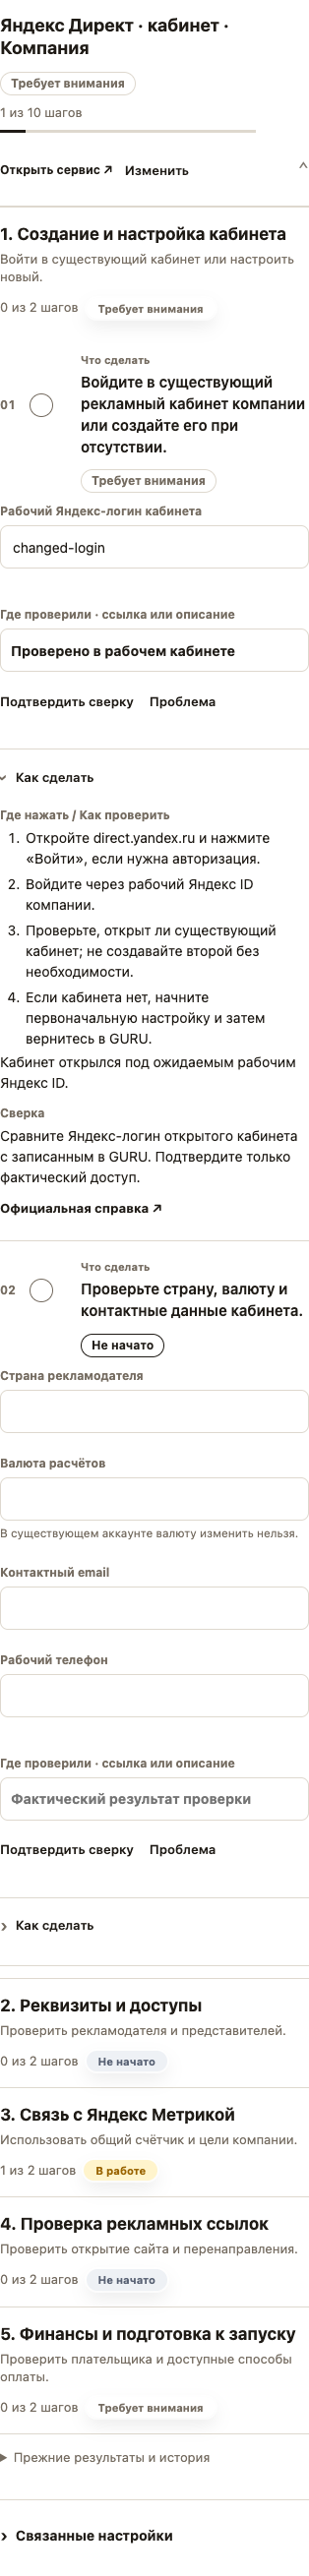 Яндекс Директ · кабинет ·
Компания
Требует внимания
1 из 10 шагов
Открыть сервис ↗ Изменить
1. Создание и настройка кабинета
Войти в существующий кабинет или настроить
новый.
0 из 2 шагов Требует внимания
Что сделать
01 Войдите в существующий
рекламный кабинет компании
или создайте его при
отсутствии.
Требует внимания
Рабочий Яндекс-логин кабинета
changed-login
Где проверили · ссылка или описание
Проверено в рабочем кабинете
Подтвердить сверку Проблема
Как сделать
Где нажать / Как проверить
1. Откройте direct.yandex.ru и нажмите
«Войти», если нужна авторизация.
2. Войдите через рабочий Яндекс ID
компании.
3. Проверьте, открыт ли существующий
кабинет; не создавайте второй без
необходимости.
4. Если кабинета нет, начните
первоначальную настройку и затем
вернитесь в GURU.
Кабинет открылся под ожидаемым рабочим
Яндекс ID.
Сверка
Сравните Яндекс-логин открытого кабинета
с записанным в GURU. Подтвердите только
фактический доступ.
Официальная справка ↗
Что сделать
02 Проверьте страну, валюту и
контактные данные кабинета.
Не начато
Страна рекламодателя
Валюта расчётов
В существующем аккаунте валюту изменить нельзя.
Контактный email
Рабочий телефон
Где проверили · ссылка или описание
Фактический результат проверки
Подтвердить сверку Проблема
Как сделать
2. Реквизиты и доступы
Проверить рекламодателя и представителей.
0 из 2 шагов Не начато
3. Связь с Яндекс Метрикой
Использовать общий счётчик и цели компании.
1 из 2 шагов В работе
4. Проверка рекламных ссылок
Проверить открытие сайта и перенаправления.
0 из 2 шагов Не начато
5. Финансы и подготовка к запуску
Проверить плательщика и доступные способы
оплаты.
0 из 2 шагов Требует внимания
Прежние результаты и история
Связанные настройки